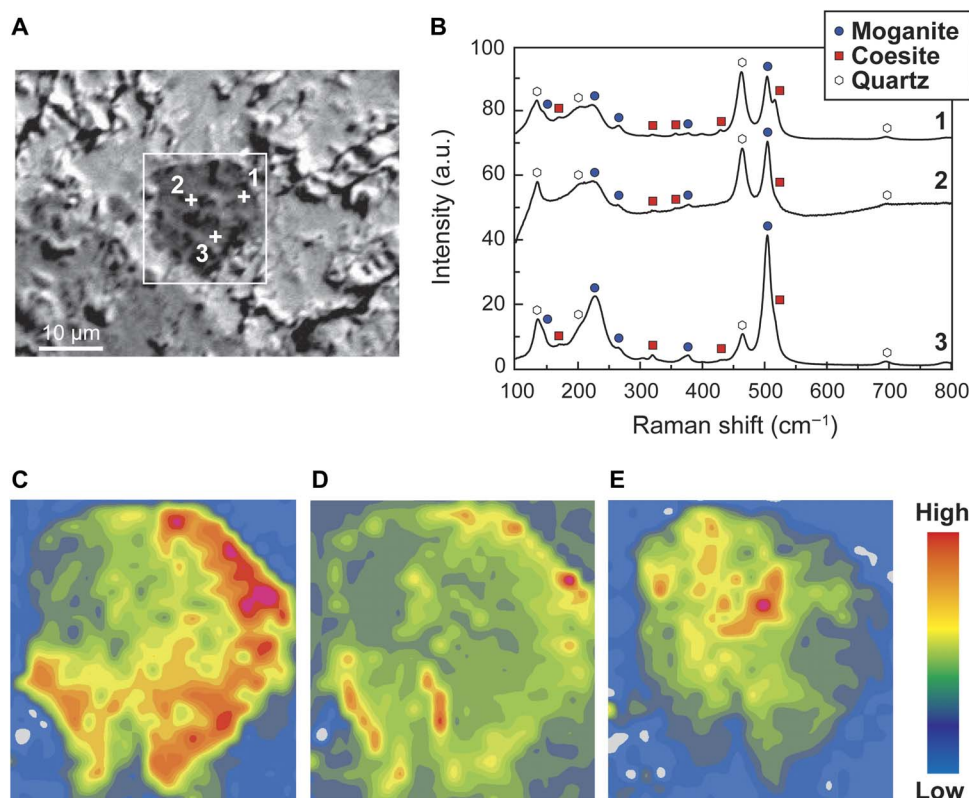 A
1
2
3
10 µm
B
Moganite
Coesite
Quartz
100
80
60
40
20
0
Intensity (a.u.)
1
2
3
100 200 300 400 500 600 700 800
Raman shift (cm⁻¹)
C
D
E
High
Low